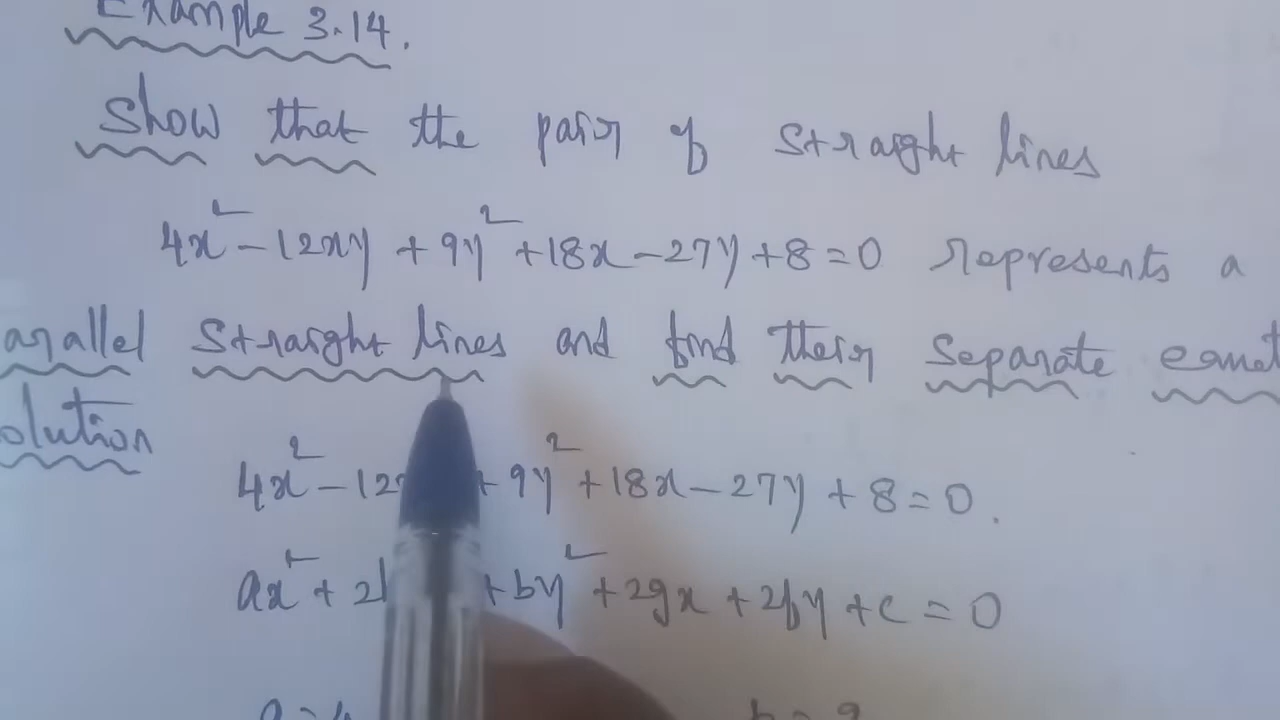 Example 3.14.
Show that the pair of Straight lines
4x² - 12xy + 9y² + 18x - 27y + 8 = 0 represents a
arallel Straight lines and find their Separate
olution
4x² - 12 + 9y² + 18x - 27y + 8 = 0.
ax² + 2 + by² + 2gx + 2fy + c = 0